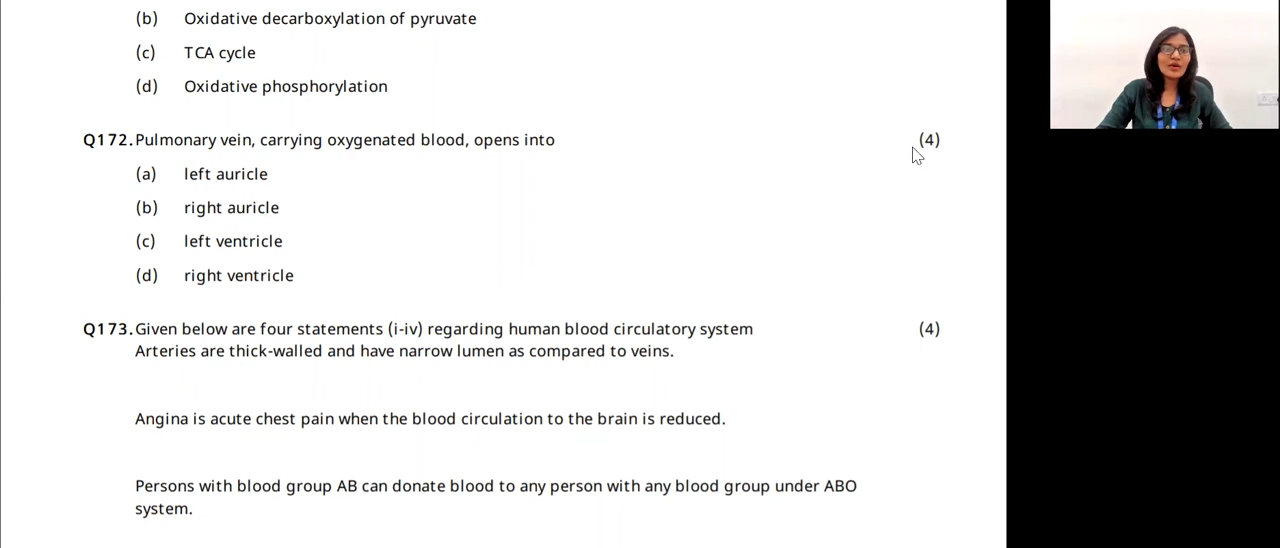 (b) Oxidative decarboxylation of pyruvate
(c) TCA cycle
(d) Oxidative phosphorylation
Q172. Pulmonary vein, carrying oxygenated blood, opens into (4)
(a) left auricle
(b) right auricle
(c) left ventricle
(d) right ventricle
Q173. Given below are four statements (i-iv) regarding human blood circulatory system (4)
Arteries are thick-walled and have narrow lumen as compared to veins.
Angina is acute chest pain when the blood circulation to the brain is reduced.
Persons with blood group AB can donate blood to any person with any blood group under ABO
system.